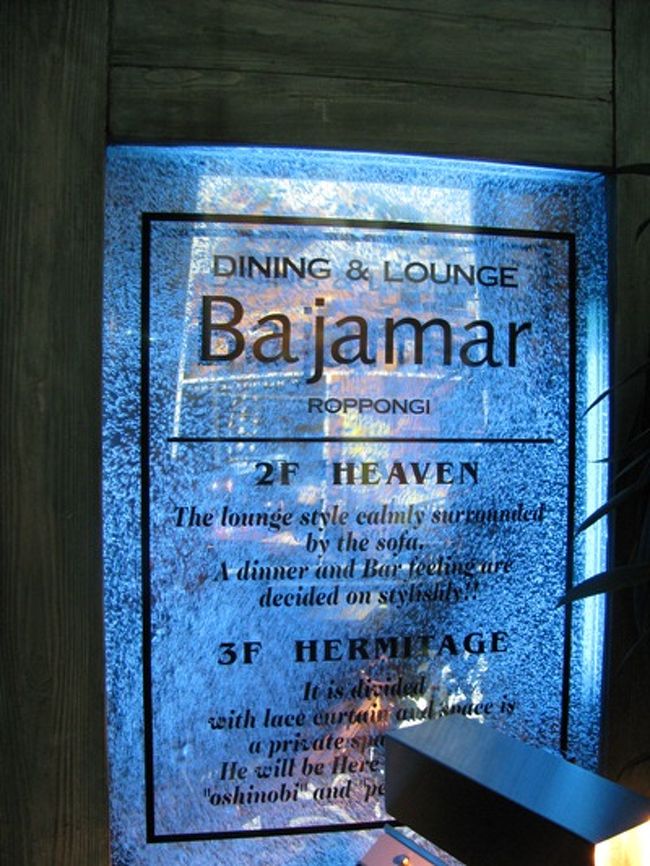 DINING & LOUNGE
Bajamar
ROPPONGI
2F HEAVEN
The lounge style calmly surrounded
by the sofa.
A dinner and Bar feeling are
decided on stylishly!!
3F HERMITAGE
It is divided
with lace curtain and space is
a private
He will be Here
"oshinobi" and